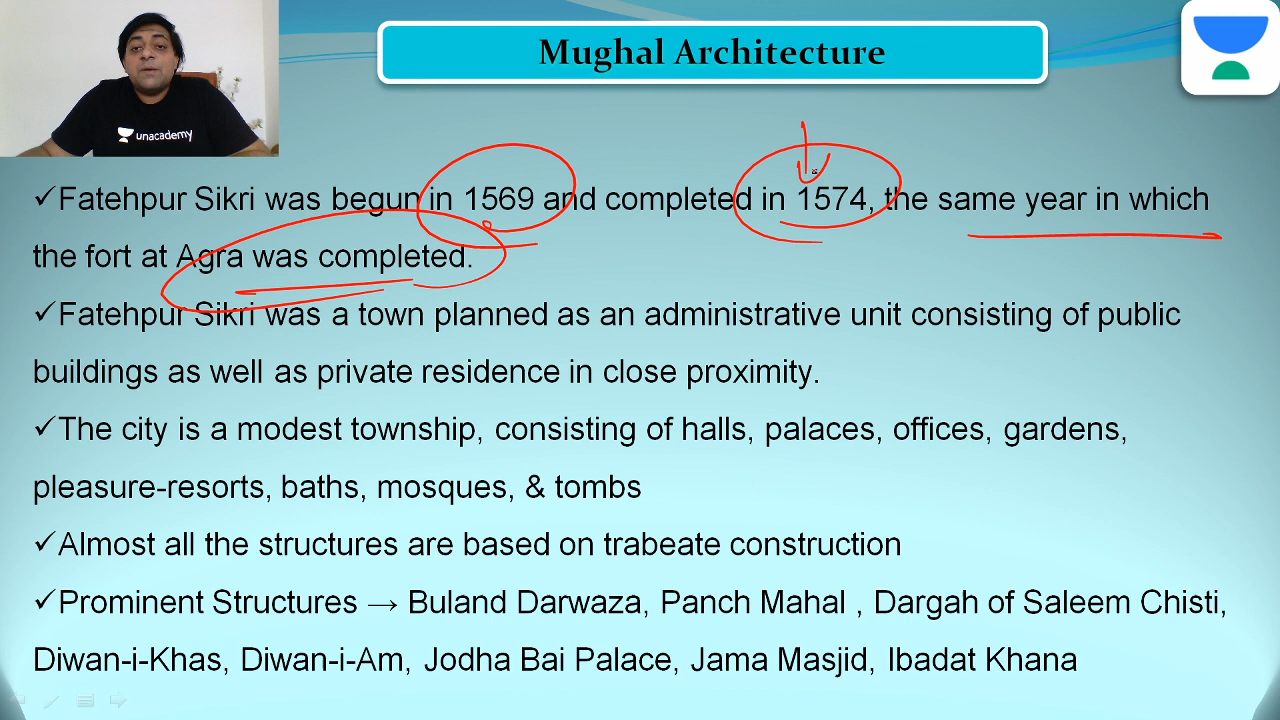 Mughal Architecture
unacademy
✓Fatehpur Sikri was begun in 1569 and completed in 1574, the same year in which
the fort at Agra was completed.
✓Fatehpur Sikri was a town planned as an administrative unit consisting of public
buildings as well as private residence in close proximity.
✓The city is a modest township, consisting of halls, palaces, offices, gardens,
pleasure-resorts, baths, mosques, & tombs
✓Almost all the structures are based on trabeate construction
✓Prominent Structures → Buland Darwaza, Panch Mahal , Dargah of Saleem Chisti,
Diwan-i-Khas, Diwan-i-Am, Jodha Bai Palace, Jama Masjid, Ibadat Khana